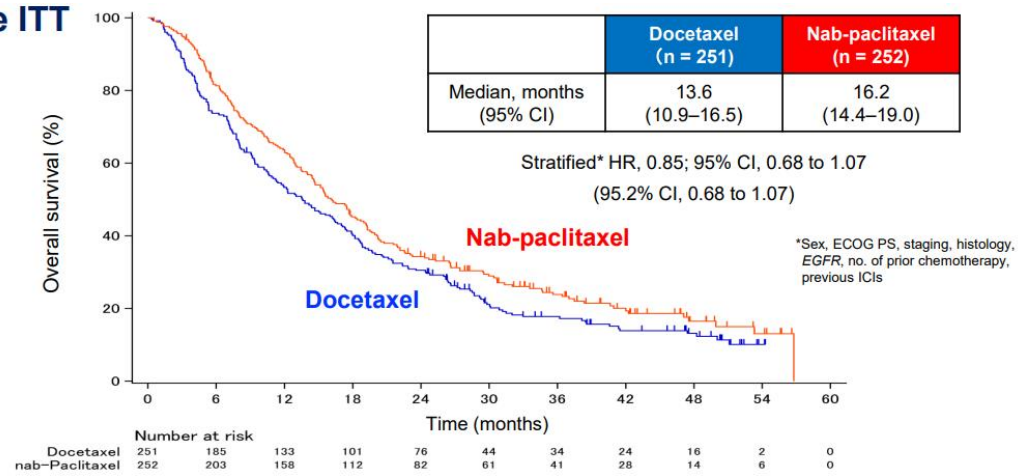 e ITT
Docetaxel Nab-paclitaxel
(n = 251) (n = 252)
Median, months 13.6 16.2
(95% CI) (10.9–16.5) (14.4–19.0)
Stratified* HR, 0.85; 95% CI, 0.68 to 1.07
(95.2% CI, 0.68 to 1.07)
*Sex, ECOG PS, staging, histology,
EGFR, no. of prior chemotherapy,
previous ICIs
Overall survival (%)
100
80
60
40
20
0
Nab-paclitaxel
Docetaxel
0 6 12 18 24 30 36 42 48 54 60
Time (months)
Number at risk
Docetaxel 251 185 133 101 76 44 34 24 16 2 0
nab-Paclitaxel 252 203 158 112 82 61 41 28 14 6 0